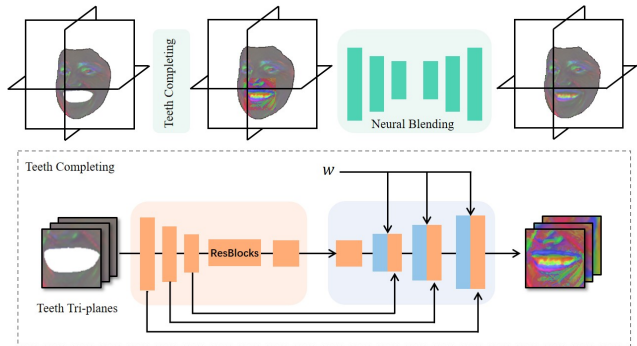 Teeth Completing
Neural Blending
Teeth Completing
w
ResBlocks
Teeth Tri-planes